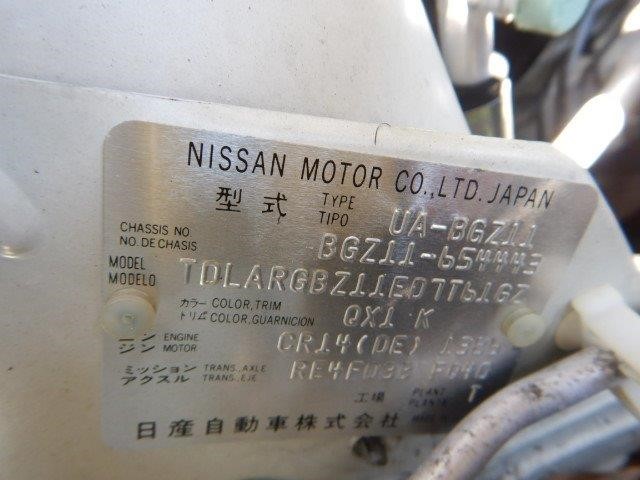 NISSAN MOTOR CO.,LTD. JAPAN
型式 TYPE TIPO UA-BGZ11
CHASSIS NO. NO. DE CHASIS BGZ11-654443
MODEL MODELO TDLARGBZ11ED7T61GZ
カラー COLOR, TRIM
トリム COLOR, GUARNICION QX1 K
エンジン ENGINE MOTOR CR14(DE)
ミッション TRANS., AXLE
アクスル TRANS., EJE
工場 PLANT PLANTA T
日産自動車株式会社